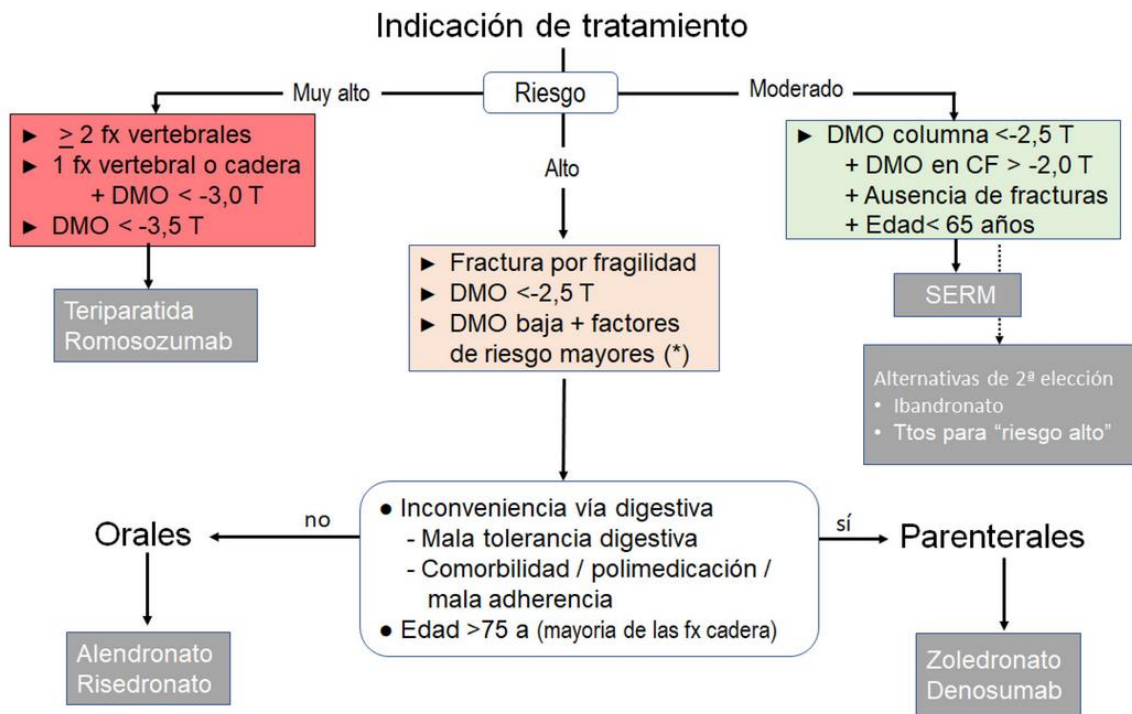 Indicación de tratamiento
Riesgo
Muy alto
Moderado
Alto
► ≥ 2 fx vertebrales
► 1 fx vertebral o cadera
+ DMO < -3,0 T
► DMO < -3,5 T
Teriparatida
Romosozumab
► Fractura por fragilidad
► DMO <-2,5 T
► DMO baja + factores
de riesgo mayores (*)
► DMO columna <-2,5 T
+ DMO en CF > -2,0 T
+ Ausencia de fracturas
+ Edad< 65 años
SERM
Alternativas de 2ª elección
• Ibandronato
• Ttos para “riesgo alto”
● Inconveniencia vía digestiva
- Mala tolerancia digestiva
- Comorbilidad / polimedicación /
mala adherencia
● Edad >75 a (mayoria de las fx cadera)
no
Orales
Alendronato
Risedronato
sí
Parenterales
Zoledronato
Denosumab